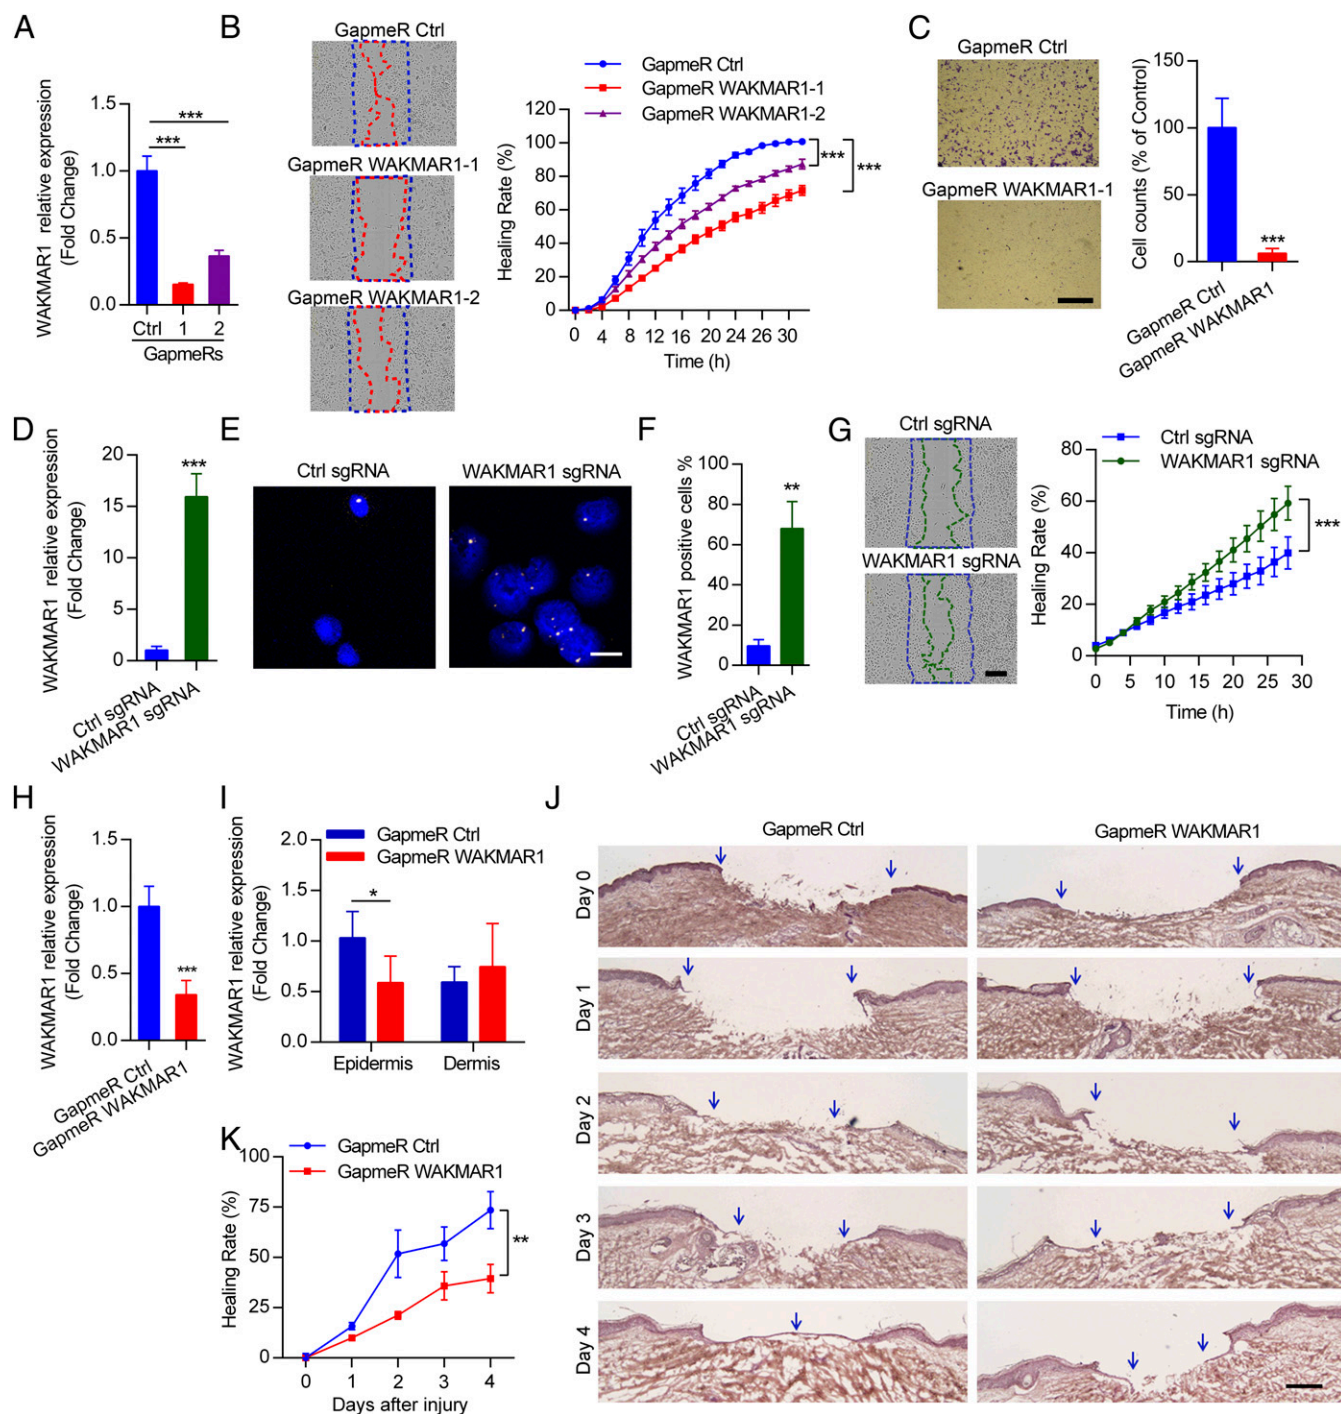 A
WAKMAR1 relative expression
(Fold Change)
1.5
1.0
0.5
0.0
***
***
Ctrl 1 2
GapmeRs
B
GapmeR Ctrl
GapmeR WAKMAR1-1
GapmeR WAKMAR1-2
GapmeR Ctrl
GapmeR WAKMAR1-1
GapmeR WAKMAR1-2
Healing Rate (%)
120
100
80
60
40
20
0
*** ***
0 4 8 12 16 20 24 26 30
Time (h)
C
GapmeR Ctrl
GapmeR WAKMAR1-1
Cell counts (% of Control)
150
100
50
0
***
GapmeR Ctrl
GapmeR WAKMAR1
D
WAKMAR1 relative expression
(Fold Change)
20
15
10
5
0
***
Ctrl sgRNA
WAKMAR1 sgRNA
E
Ctrl sgRNA WAKMAR1 sgRNA
F
WAKMAR1 positive cells %
100
80
60
40
20
0
**
Ctrl sgRNA
WAKMAR1 sgRNA
G
Ctrl sgRNA
WAKMAR1 sgRNA
Ctrl sgRNA
WAKMAR1 sgRNA
Healing Rate (%)
80
60
40
20
0
***
0 5 10 15 20 25 30
Time (h)
H
WAKMAR1 relative expression
(Fold Change)
1.5
1.0
0.5
0.0
***
GapmeR Ctrl
GapmeR WAKMAR1
I
GapmeR Ctrl
GapmeR WAKMAR1
WAKMAR1 relative expression
(Fold Change)
2.0
1.5
1.0
0.5
0.0
*
Epidermis Dermis
J
GapmeR Ctrl GapmeR WAKMAR1
Day 0
Day 1
Day 2
Day 3
Day 4
K
GapmeR Ctrl
GapmeR WAKMAR1
Healing Rate (%)
100
75
50
25
0
**
0 1 2 3 4
Days after injury